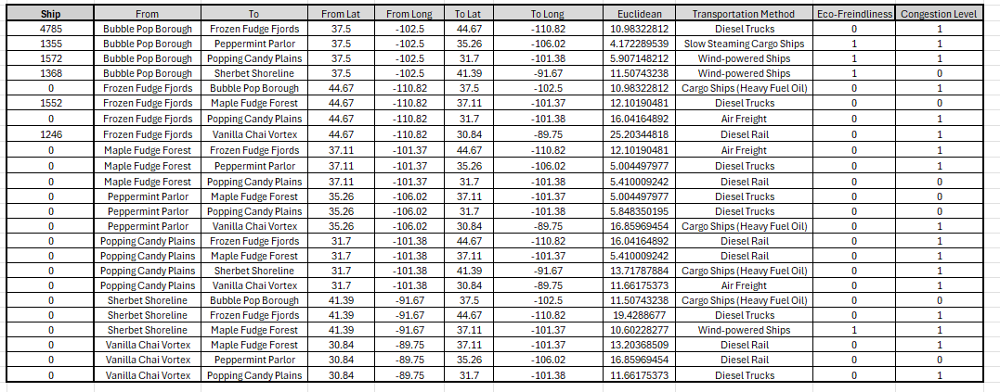 Ship From To From Lat From Long To Lat To Long Euclidean Transportation Method Eco-Freindliness Congestion Level
4785 Bubble Pop Borough Frozen Fudge Fjords 37.5 -102.5 44.67 -110.82 10.98322812 Diesel Trucks 0 1
1355 Bubble Pop Borough Peppermint Parlor 37.5 -102.5 35.26 -106.02 4.172289539 Slow Steaming Cargo Ships 1 1
1572 Bubble Pop Borough Popping Candy Plains 37.5 -102.5 31.7 -101.38 5.907148212 Wind-powered Ships 1 1
1368 Bubble Pop Borough Sherbet Shoreline 37.5 -102.5 41.39 -91.67 11.50743238 Wind-powered Ships 1 0
0 Frozen Fudge Fjords Bubble Pop Borough 44.67 -110.82 37.5 -102.5 10.98322812 Cargo Ships (Heavy Fuel Oil) 0 1
1552 Frozen Fudge Fjords Maple Fudge Forest 44.67 -110.82 37.11 -101.37 12.10190481 Diesel Trucks 0 0
0 Frozen Fudge Fjords Popping Candy Plains 44.67 -110.82 31.7 -101.38 16.04164892 Air Freight 0 1
1246 Frozen Fudge Fjords Vanilla Chai Vortex 44.67 -110.82 30.84 -89.75 25.20344818 Diesel Rail 0 1
0 Maple Fudge Forest Frozen Fudge Fjords 37.11 -101.37 44.67 -110.82 12.10190481 Air Freight 0 1
0 Maple Fudge Forest Peppermint Parlor 37.11 -101.37 35.26 -106.02 5.004497977 Diesel Trucks 0 0
0 Maple Fudge Forest Popping Candy Plains 37.11 -101.37 31.7 -101.38 5.410009242 Diesel Rail 0 0
0 Peppermint Parlor Maple Fudge Forest 35.26 -106.02 37.11 -101.37 5.004497977 Diesel Trucks 0 0
0 Peppermint Parlor Popping Candy Plains 35.26 -106.02 31.7 -101.38 5.848350195 Diesel Trucks 0 0
0 Peppermint Parlor Vanilla Chai Vortex 35.26 -106.02 30.84 -89.75 16.85969454 Cargo Ships (Heavy Fuel Oil) 0 1
0 Popping Candy Plains Frozen Fudge Fjords 31.7 -101.38 44.67 -110.82 16.04164892 Diesel Rail 0 1
0 Popping Candy Plains Maple Fudge Forest 31.7 -101.38 37.11 -101.37 5.410009242 Diesel Rail 0 1
0 Popping Candy Plains Sherbet Shoreline 31.7 -101.38 41.39 -91.67 13.71787884 Cargo Ships (Heavy Fuel Oil) 0 1
0 Popping Candy Plains Vanilla Chai Vortex 31.7 -101.38 30.84 -89.75 11.66175373 Air Freight 0 1
0 Sherbet Shoreline Bubble Pop Borough 41.39 -91.67 37.5 -102.5 11.50743238 Cargo Ships (Heavy Fuel Oil) 0 0
0 Sherbet Shoreline Frozen Fudge Fjords 41.39 -91.67 44.67 -110.82 19.4288677 Diesel Trucks 0 1
0 Sherbet Shoreline Maple Fudge Forest 41.39 -91.67 37.11 -101.37 10.60228277 Wind-powered Ships 1 1
0 Vanilla Chai Vortex Maple Fudge Forest 30.84 -89.75 37.11 -101.37 13.20368509 Diesel Rail 0 1
0 Vanilla Chai Vortex Peppermint Parlor 30.84 -89.75 35.26 -106.02 16.85969454 Diesel Rail 0 0
0 Vanilla Chai Vortex Popping Candy Plains 30.84 -89.75 31.7 -101.38 11.66175373 Diesel Trucks 0 1